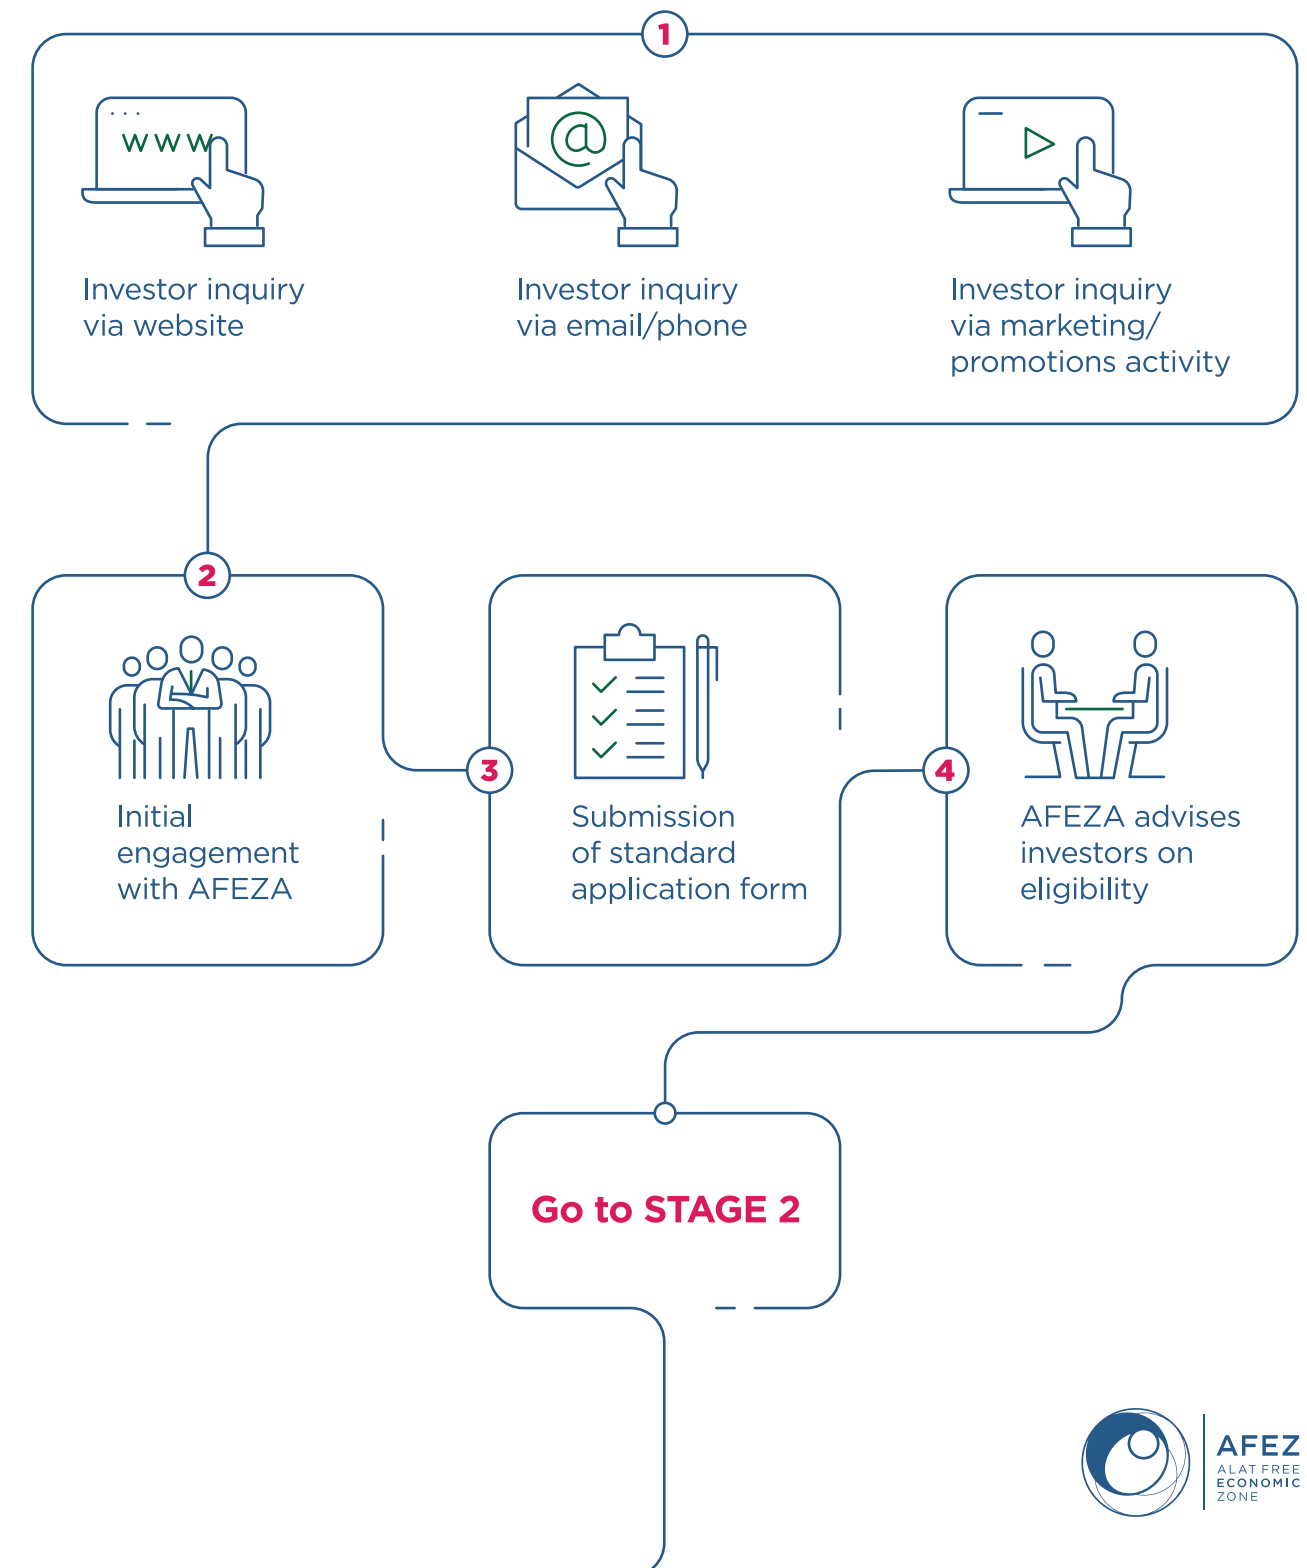 1
WWW
@
Investor inquiry
via website
Investor inquiry
via email/phone
Investor inquiry
via marketing/
promotions activity
2
Initial
engagement
with AFEZA
3
Submission
of standard
application form
4
AFEZA advises
investors on
eligibility
Go to STAGE 2
AFEZ
ALAT FREE
ECONOMIC
ZONE